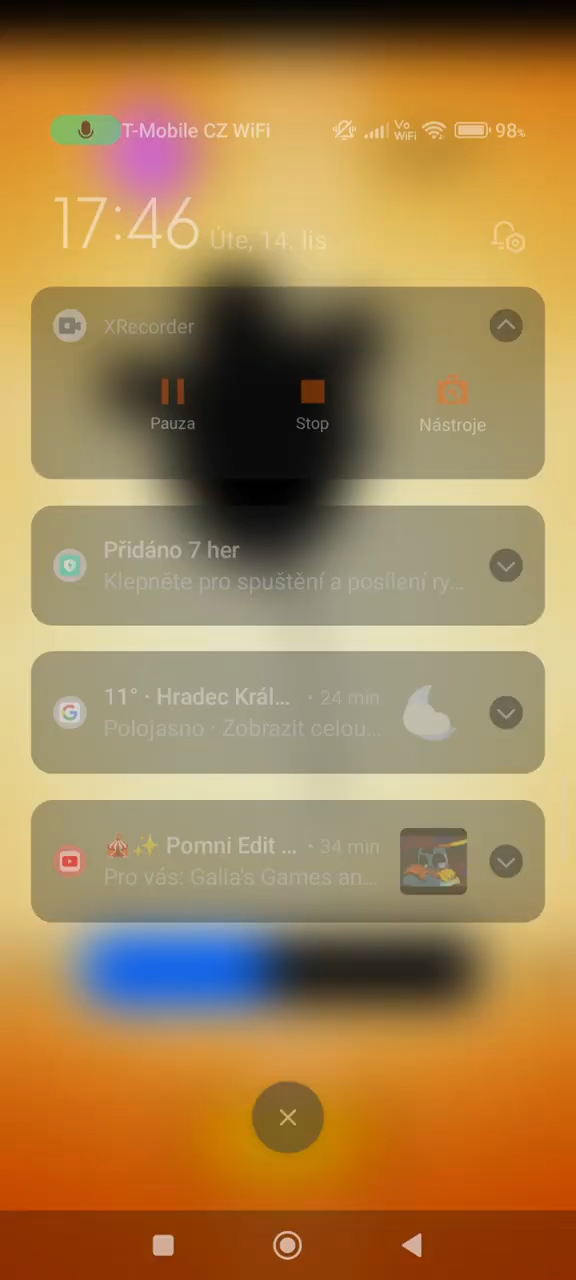 T-Mobile CZ WiFi Vo WiFi 98%
17:46 Úte, 14. lis
XRecorder
Pauza Stop Nástroje
Přidáno 7 her
Klepněte pro spuštění a posílení ry...
11° · Hradec Král... • 24 min
Polojasno · Zobrazit celou...
🎪✨ Pomni Edit ... • 34 min
Pro vás: Galia's Games an...